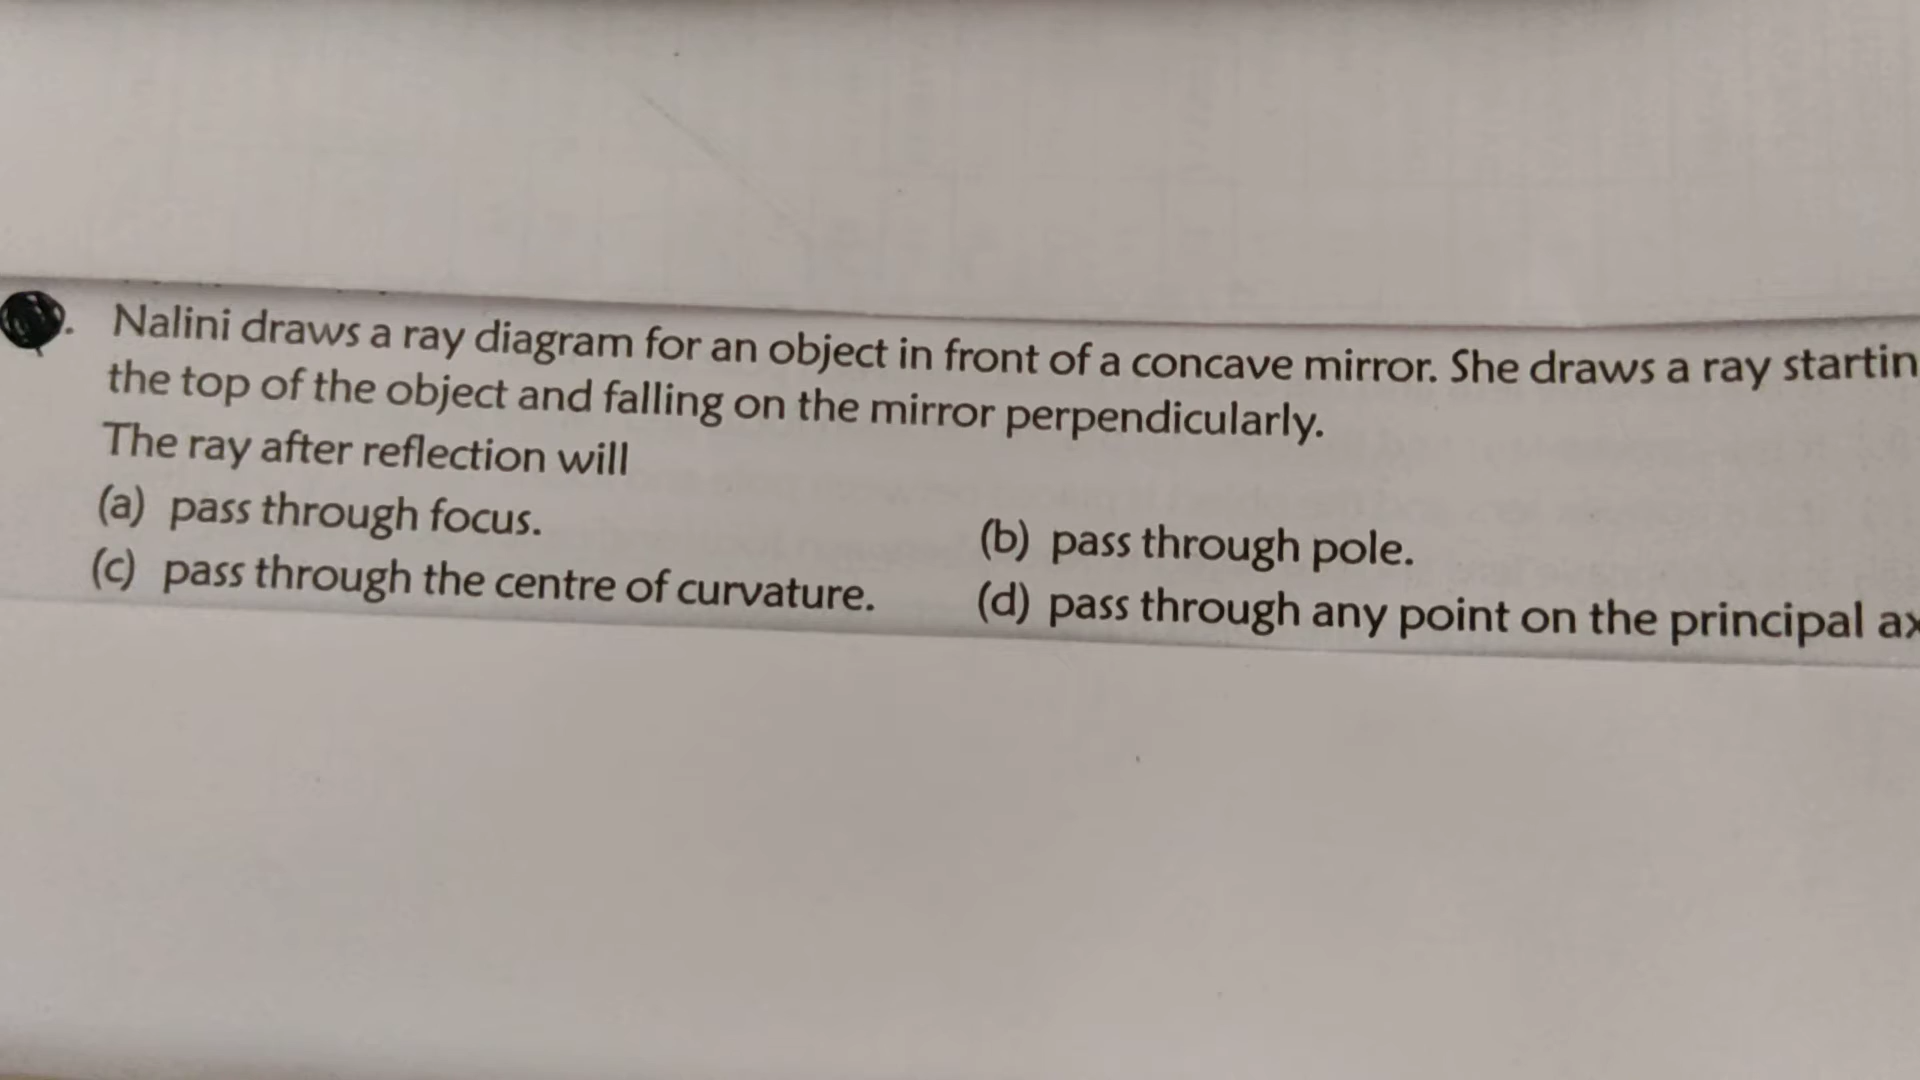 Nalini draws a ray diagram for an object in front of a concave mirror. She draws a ray startin
the top of the object and falling on the mirror perpendicularly.
The ray after reflection will
(a) pass through focus.
(b) pass through pole.
(c) pass through the centre of curvature.
(d) pass through any point on the principal ax